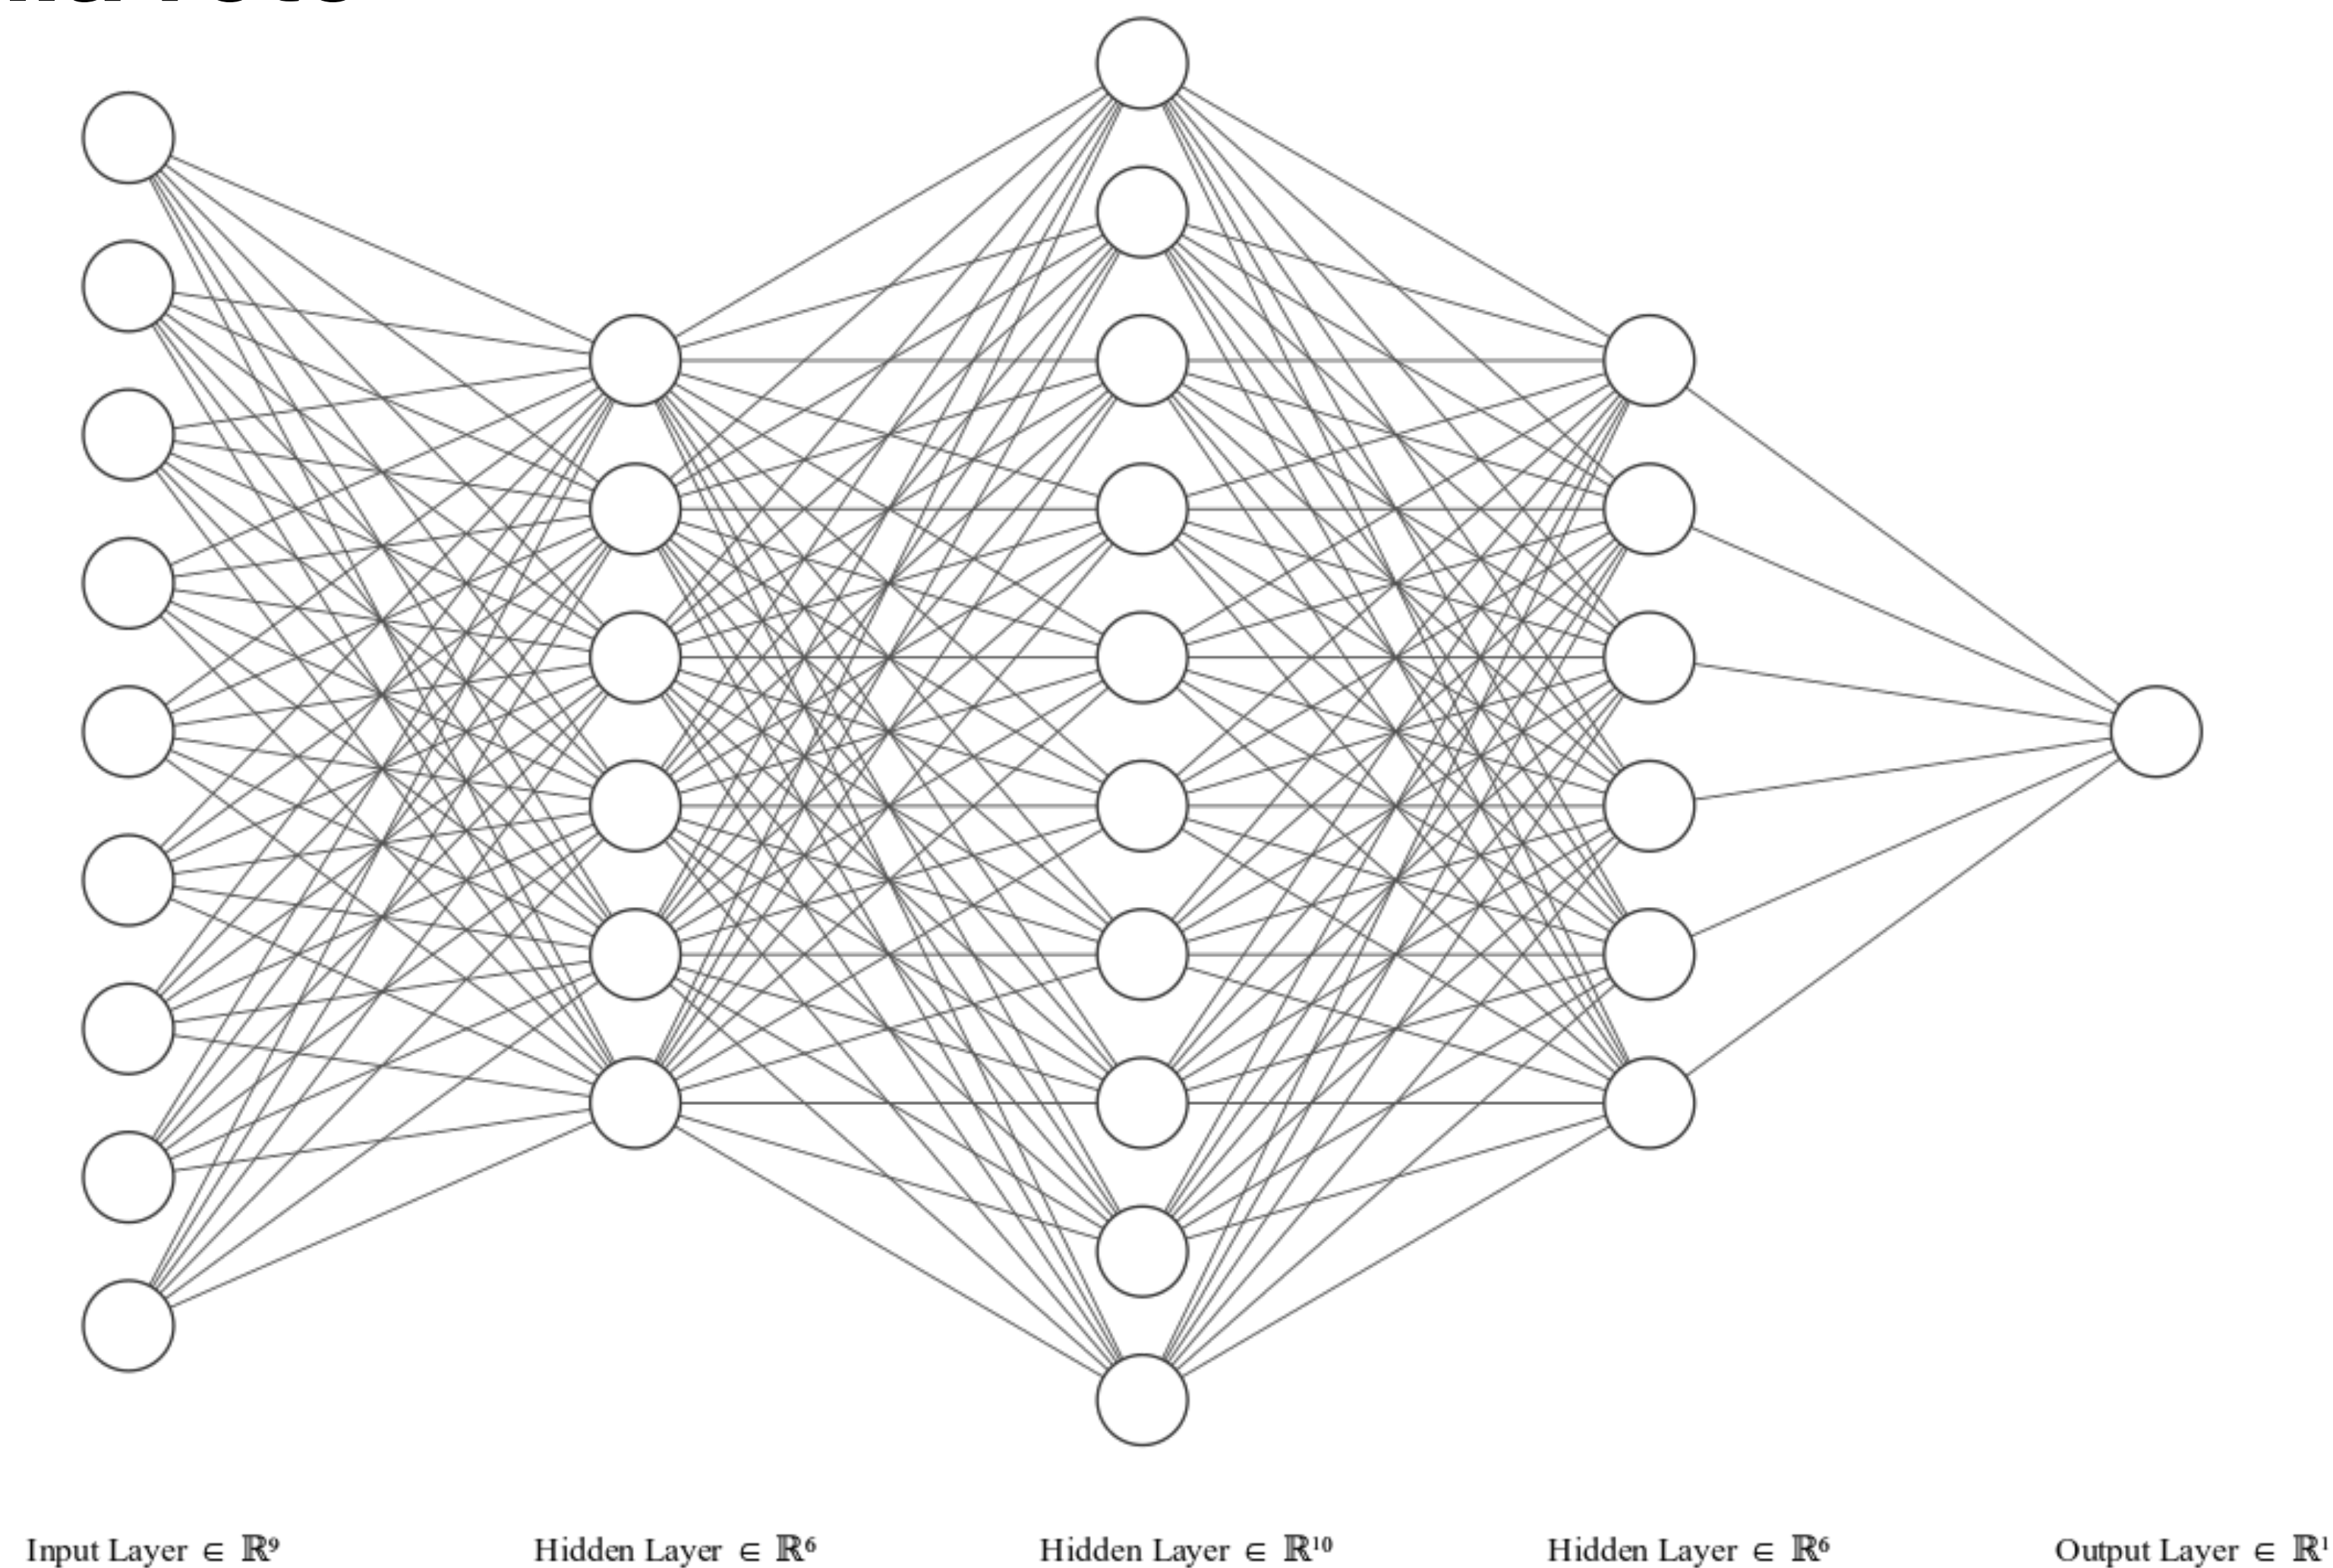 Input Layer ∈ ℝ⁹
Hidden Layer ∈ ℝ⁶
Hidden Layer ∈ ℝ¹⁰
Hidden Layer ∈ ℝ⁶
Output Layer ∈ ℝ¹